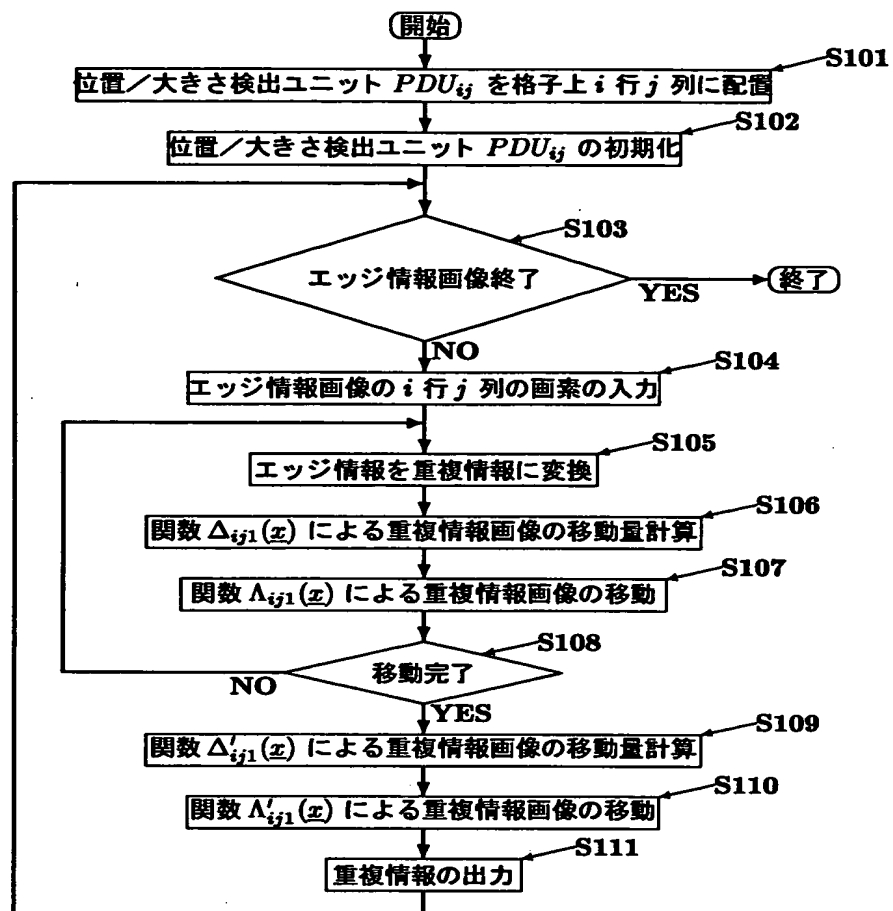 開始
S101
位置／大きさ検出ユニット PDU_{ij} を格子上 i 行 j 列に配置
S102
位置／大きさ検出ユニット PDU_{ij} の初期化
S103
エッジ情報画像終了
YES
終了
NO
S104
エッジ情報画像の i 行 j 列の画素の入力
S105
エッジ情報を重複情報に変換
S106
関数 Δ_{ij1}(x̲) による重複情報画像の移動量計算
S107
関数 Λ_{ij1}(x̲) による重複情報画像の移動
S108
移動完了
NO
YES
S109
関数 Δ'_{ij1}(x̲) による重複情報画像の移動量計算
S110
関数 Λ'_{ij1}(x̲) による重複情報画像の移動
S111
重複情報の出力